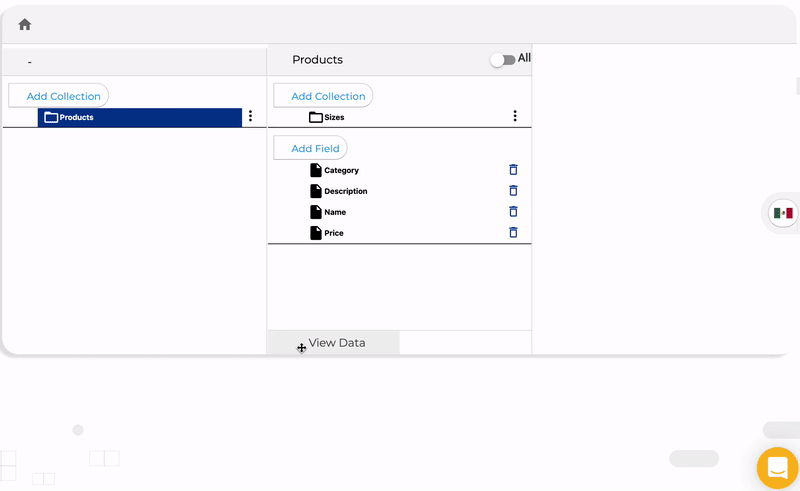 -
Products
All
Add Collection
Products
Add Collection
Sizes
Add Field
Category
Description
Name
Price
View Data